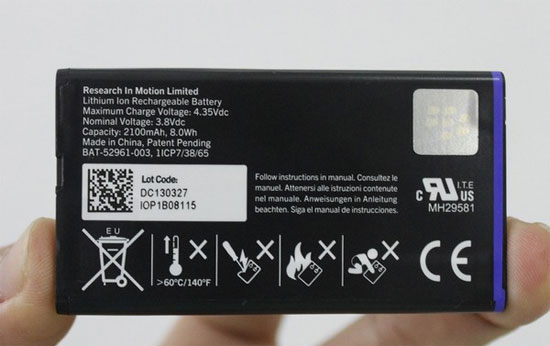 Research In Motion Limited
Lithium Ion Rechargeable Battery
Maximum Charge Voltage: 4.35Vdc
Nominal Voltage: 3.8Vdc
Capacity: 2100mAh, 8.0Wh
Made in China, Patent Pending
BAT-52961-003, 1ICP7/38/65
Lot Code:
DC130327
IOP1B08115
Follow instructions in manual. Consultez le
manuel. Attenersi alle istruzioni contenute
nel manuale. Anweisungen in Anleitung
beachten. Siga el manual de instrucciones.
c RU US
I.T.E
MH29581
EU
>60°C/140°F
CE